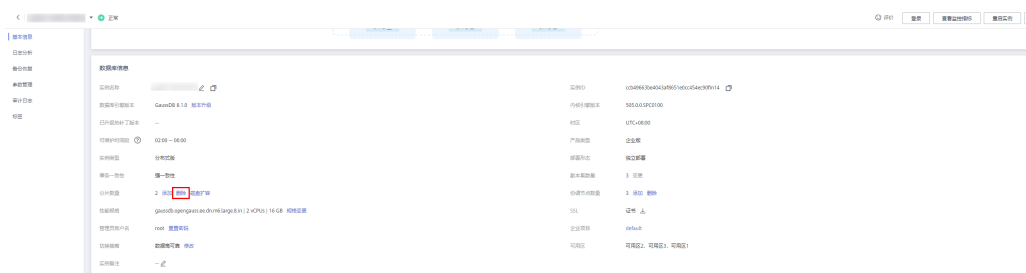 正常
评价 登录 查看监控指标 重启实例
基本信息
日志分析
备份恢复
参数管理
审计日志
标签
数据库信息
实例名称
实例ID
数据库引擎版本 GaussDB 8.1.0 版本升级
内核引擎版本 505.0.0.SPC0100
已升级热补丁版本 --
时区 UTC+08:00
可维护时间段 02:00 – 06:00
产品类型 企业版
实例类型 分布式版
部署形态 独立部署
事务一致性 强一致性
副本集数量 3 变更
分片数量 2 添加 删除 磁盘扩容
协调节点数量 3 添加 删除
性能规格 gaussdb.opengauss.ee.dn.m6.large.8.in | 2 vCPUs | 16 GB 规格变更
SSL 证书
管理员账户名 root 重置密码
企业项目 default
切换策略 数据高可靠 修改
可用区 可用区2、可用区3、可用区1
实例备注 --